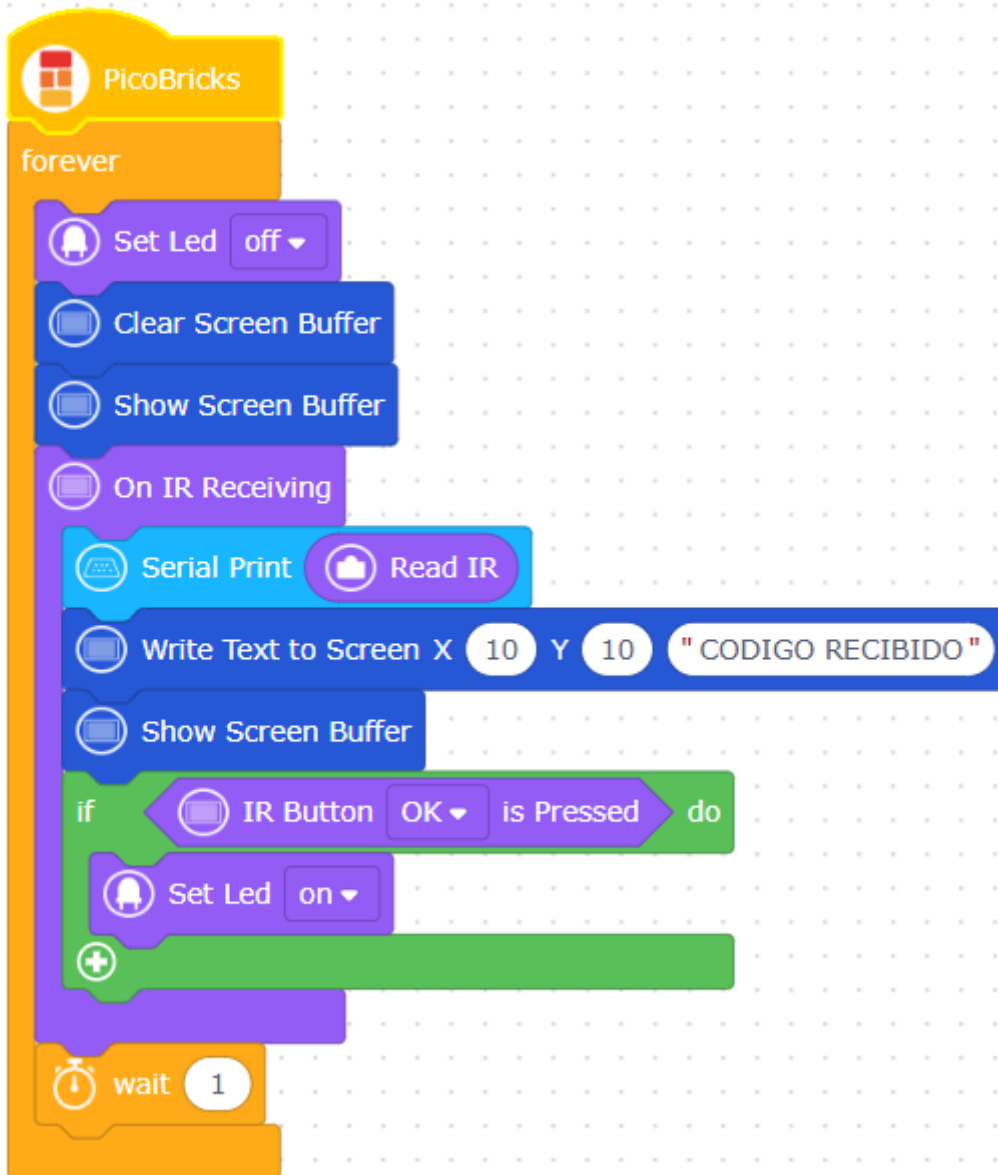 PicoBricks
forever
Set Led off
Clear Screen Buffer
Show Screen Buffer
On IR Receiving
Serial Print Read IR
Write Text to Screen X 10 Y 10 "CODIGO RECIBIDO"
Show Screen Buffer
if IR Button OK is Pressed do
Set Led on
wait 1